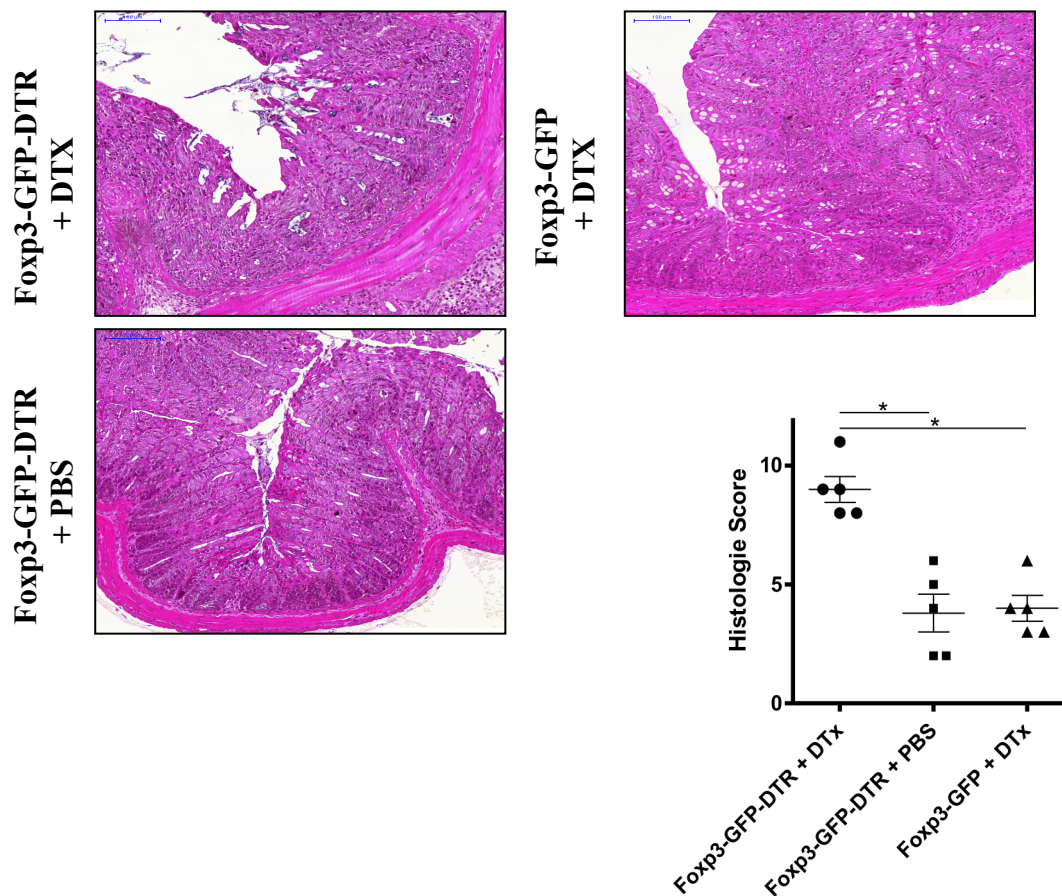 Foxp3-GFP-DTR
+ DTX
Foxp3-GFP
+ DTX
100 µm
Foxp3-GFP-DTR
+ PBS
*
*
Histologie Score
10
5
0
Foxp3-GFP-DTR + DTx
Foxp3-GFP-DTR + PBS
Foxp3-GFP + DTx